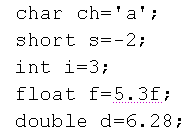 char ch='a';
short s=-2;
int i=3;
float f=5.3f;
double d=6.28;